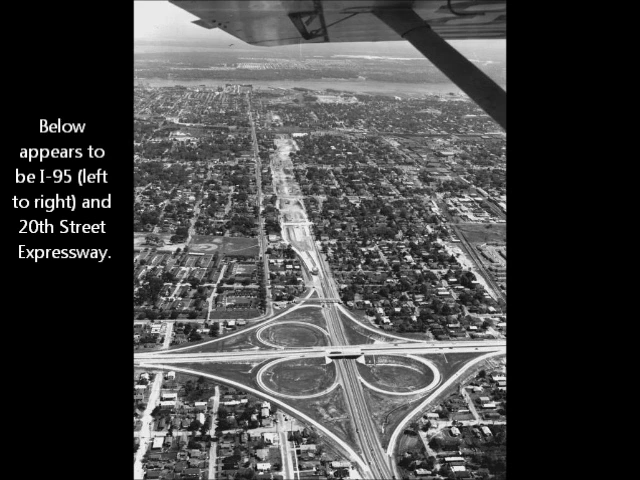 Below
appears to
be I-95 (left
to right) and
20th Street
Expressway.